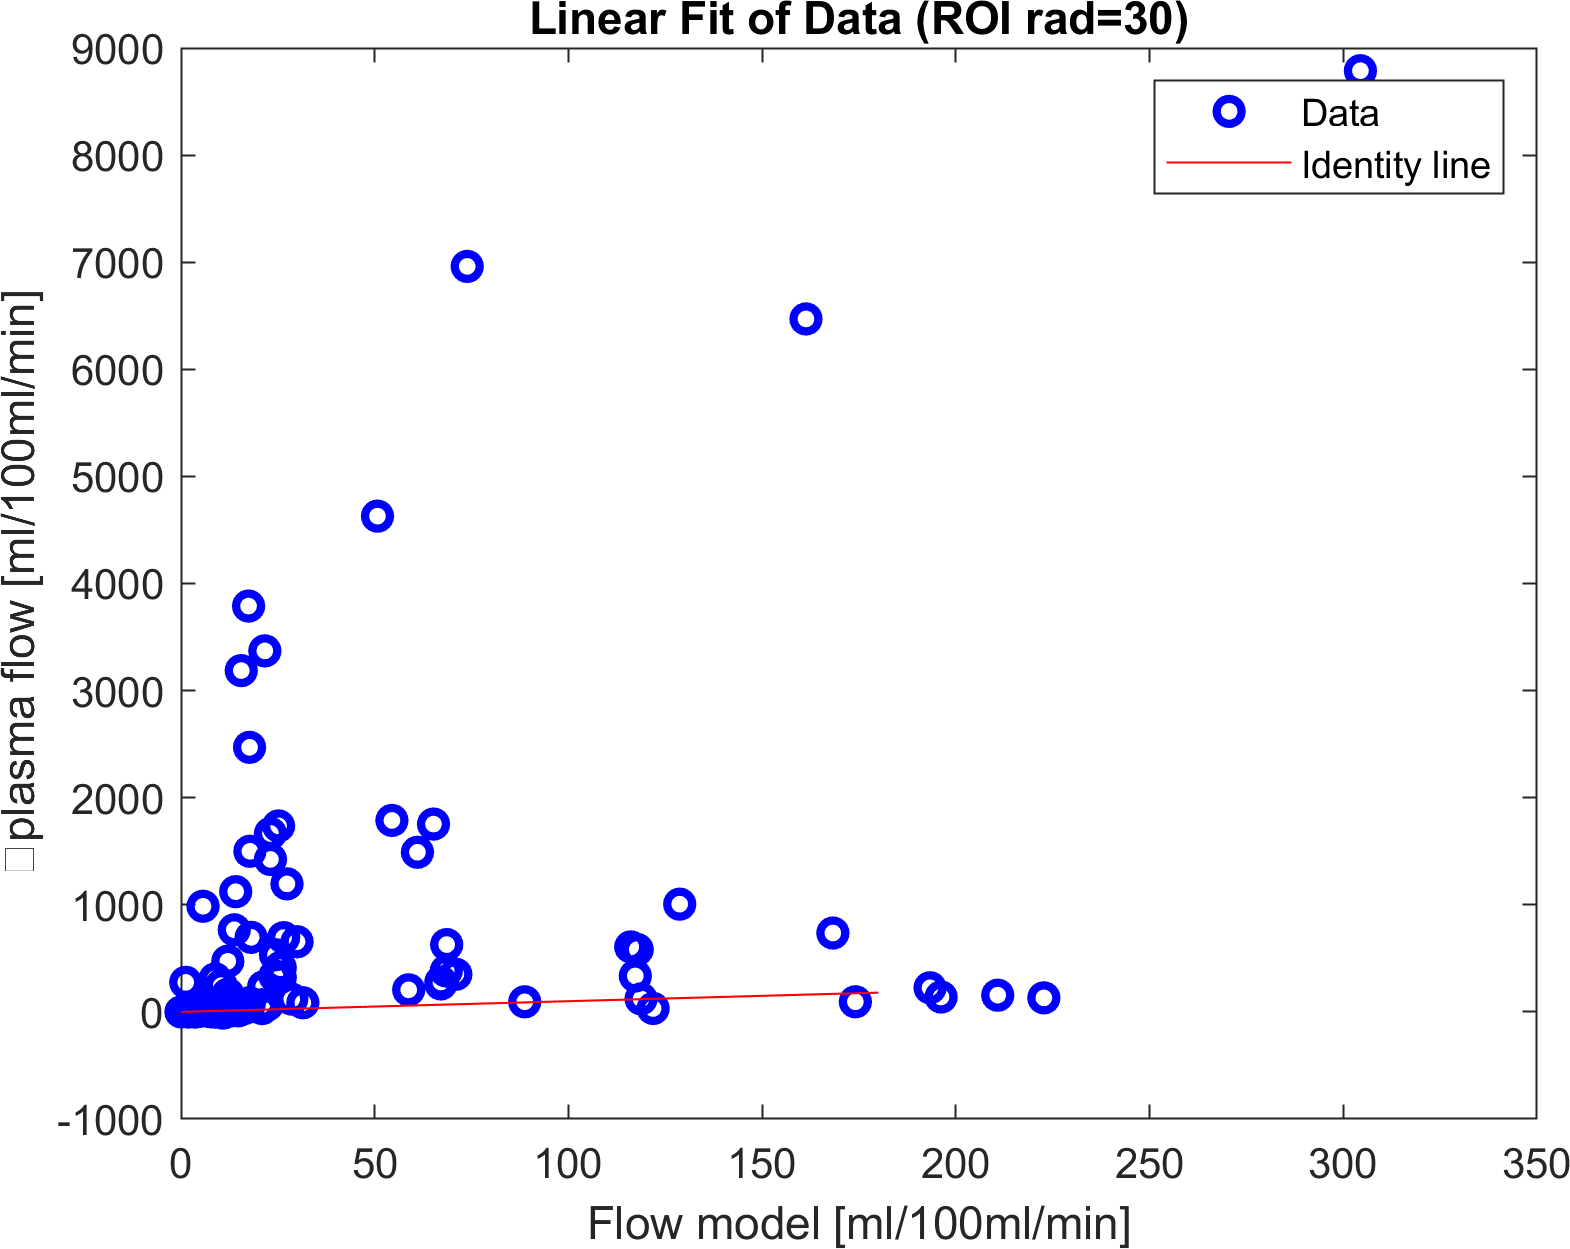 Linear Fit of Data (ROI rad=30)
9000
8000
7000
6000
5000
4000
3000
2000
1000
0
-1000
□plasma flow [ml/100ml/min]
Data
Identity line
0 50 100 150 200 250 300 350
Flow model [ml/100ml/min]